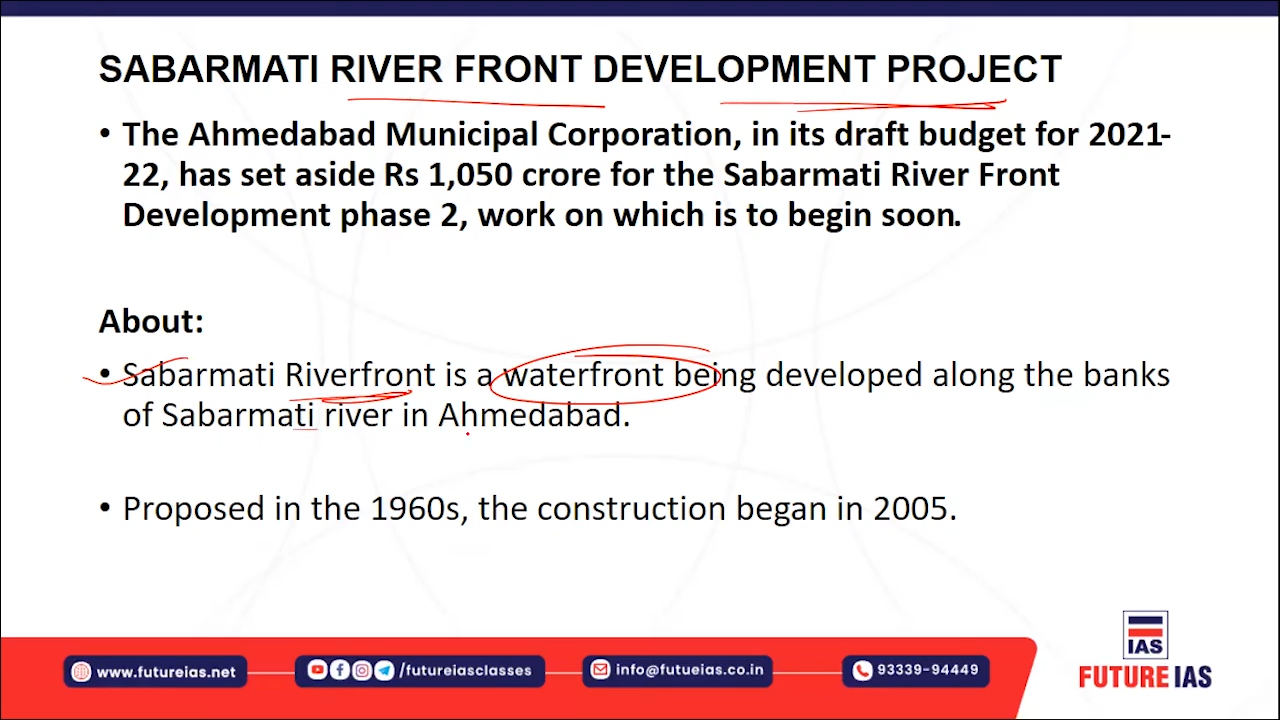 SABARMATI RIVER FRONT DEVELOPMENT PROJECT
• The Ahmedabad Municipal Corporation, in its draft budget for 2021-
22, has set aside Rs 1,050 crore for the Sabarmati River Front
Development phase 2, work on which is to begin soon.
About:
• Sabarmati Riverfront is a waterfront being developed along the banks
of Sabarmati river in Ahmedabad.
• Proposed in the 1960s, the construction began in 2005.
www.futureias.net
/futureiasclasses
info@futueias.co.in
93339-94449
IAS
FUTURE IAS